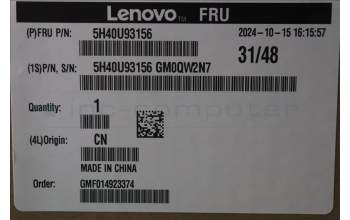 Lenovo FRU
(P)FRU P/N: 5H40U93156 2024-10-15 16:15:57
31/48
(1S)P/N, S/N: 5H40U93156 GM0QW2N7
Quantity: 1
(4L)Origin: CN
MADE IN CHINA
Order: GMF014923374